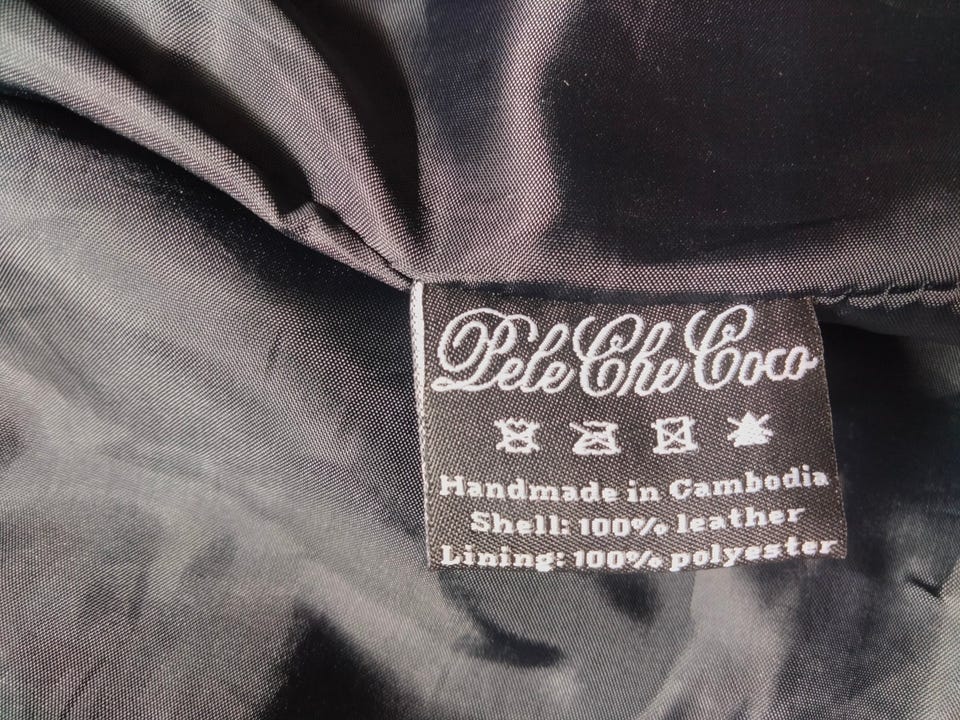 Pele Che Coco
Handmade in Cambodia
Shell: 100% leather
Lining: 100% polyester